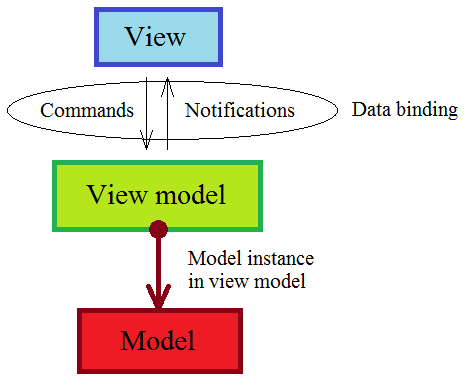 View
Commands
Notifications
Data binding
View model
Model instance
in view model
Model